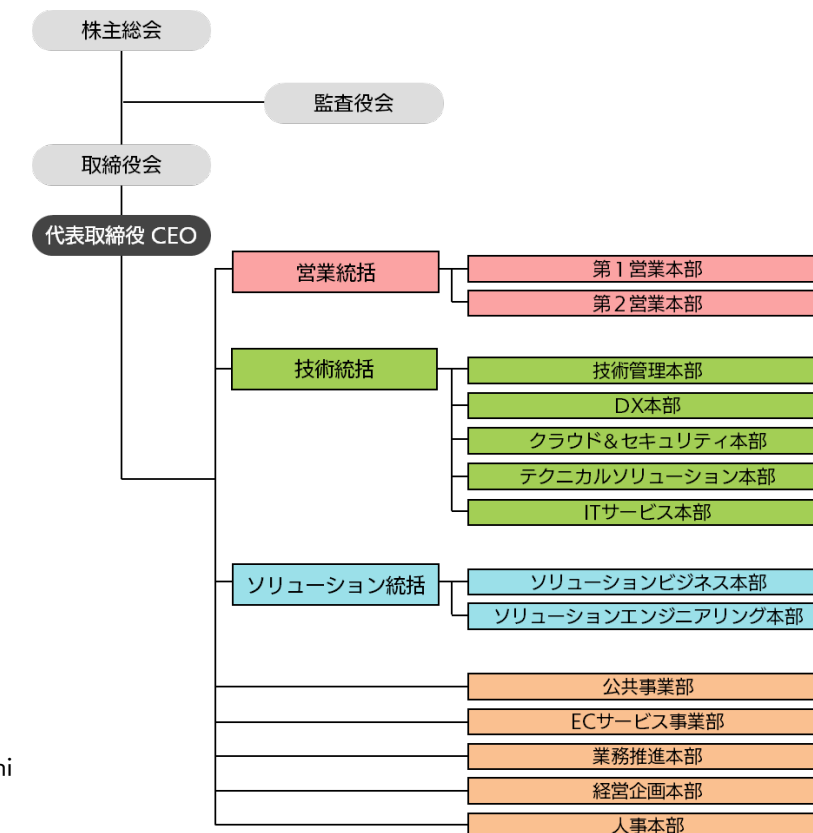 株主総会
監査役会
取締役会
代表取締役 CEO
営業統括
第1営業本部
第2営業本部
技術統括
技術管理本部
DX本部
クラウド&セキュリティ本部
テクニカルソリューション本部
ITサービス本部
ソリューション統括
ソリューションビジネス本部
ソリューションエンジニアリング本部
公共事業部
ECサービス事業部
業務推進本部
ni
経営企画本部
人事本部